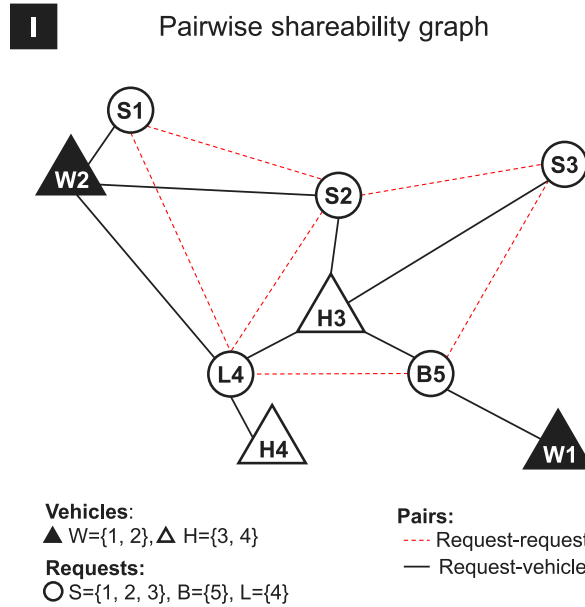 I
Pairwise shareability graph
S1
W2
S2
S3
H3
L4
B5
H4
W1
Vehicles:
W={1, 2}, H={3, 4}
Requests:
S={1, 2, 3}, B={5}, L={4}
Pairs:
Request-request
Request-vehicle